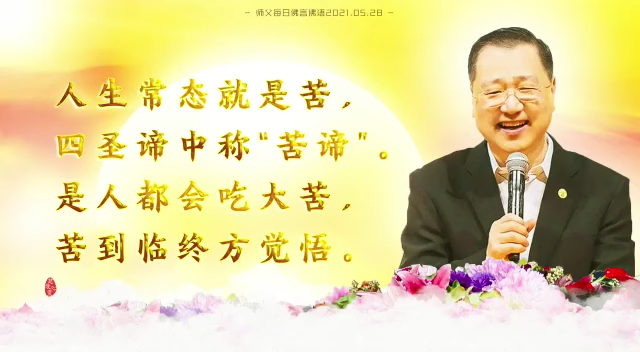 - 师父每日佛言佛语2021.05.28 -
人生常态就是苦，
四圣谛中称“苦谛”。
是人都会吃大苦，
苦到临终方觉悟。